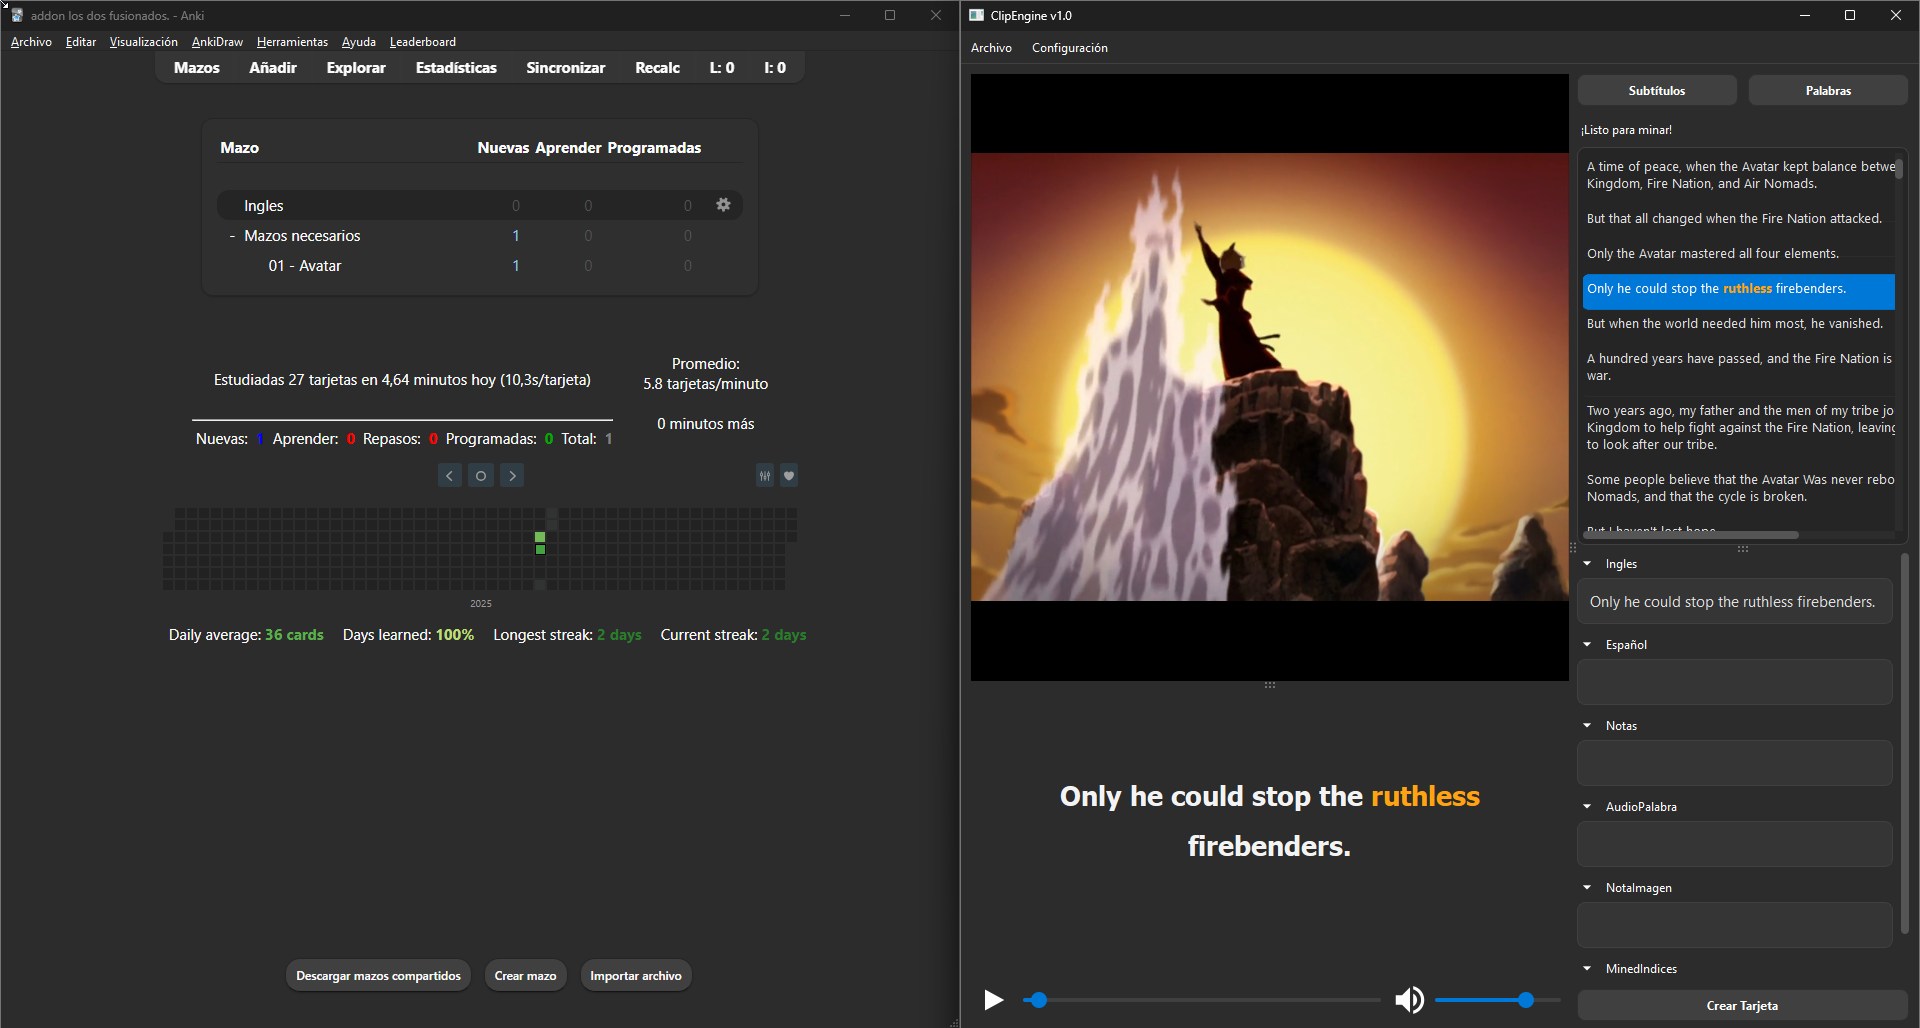 addon los dos fusionados. - Anki
Archivo Editar Visualización AnkiDraw Herramientas Ayuda Leaderboard
Mazos Añadir Explorar Estadísticas Sincronizar Recalc L: 0 I: 0
Mazo Nuevas Aprender Programadas
Ingles 0 0 0
- Mazos necesarios 1 0 0
01 - Avatar 1 0 0
Estudiadas 27 tarjetas en 4,64 minutos hoy (10,3s/tarjeta)
Promedio:
5.8 tarjetas/minuto
0 minutos más
Nuevas: 1 Aprender: 0 Repasos: 0 Programadas: 0 Total: 1
2025
Daily average: 36 cards Days learned: 100% Longest streak: 2 days Current streak: 2 days
Descargar mazos compartidos Crear mazo Importar archivo
ClipEngine v1.0
Archivo Configuración
Only he could stop the ruthless
firebenders.
Subtítulos Palabras
¡Listo para minar!
A time of peace, when the Avatar kept balance betwe
Kingdom, Fire Nation, and Air Nomads.
But that all changed when the Fire Nation attacked.
Only the Avatar mastered all four elements.
Only he could stop the ruthless firebenders.
But when the world needed him most, he vanished.
A hundred years have passed, and the Fire Nation is
war.
Two years ago, my father and the men of my tribe jo
Kingdom to help fight against the Fire Nation, leaving
to look after our tribe.
Some people believe that the Avatar Was never rebo
Nomads, and that the cycle is broken.
But I haven't lost hope
Ingles
Only he could stop the ruthless firebenders.
Español
Notas
AudioPalabra
NotaImagen
MinedIndices
Crear Tarjeta